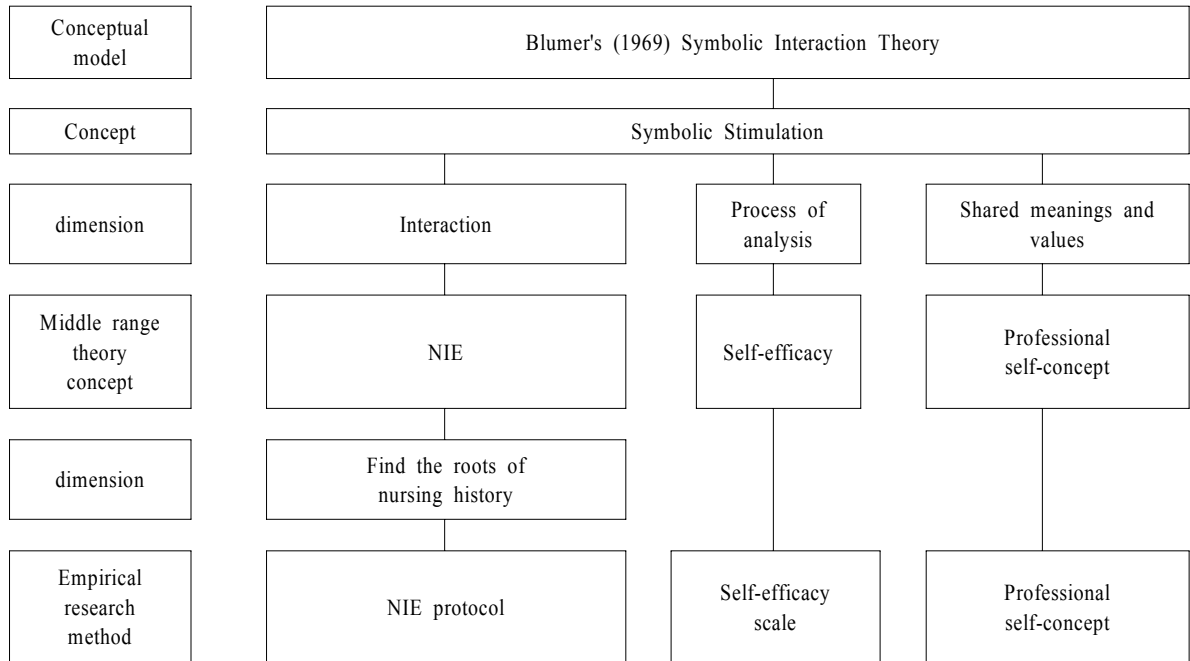 Conceptual
model
Blumer's (1969) Symbolic Interaction Theory
Concept
Symbolic Stimulation
dimension
Interaction
Process of
analysis
Shared meanings and
values
Middle range
theory
concept
NIE
Self-efficacy
Professional
self-concept
dimension
Find the roots of
nursing history
Empirical
research
method
NIE protocol
Self-efficacy
scale
Professional
self-concept